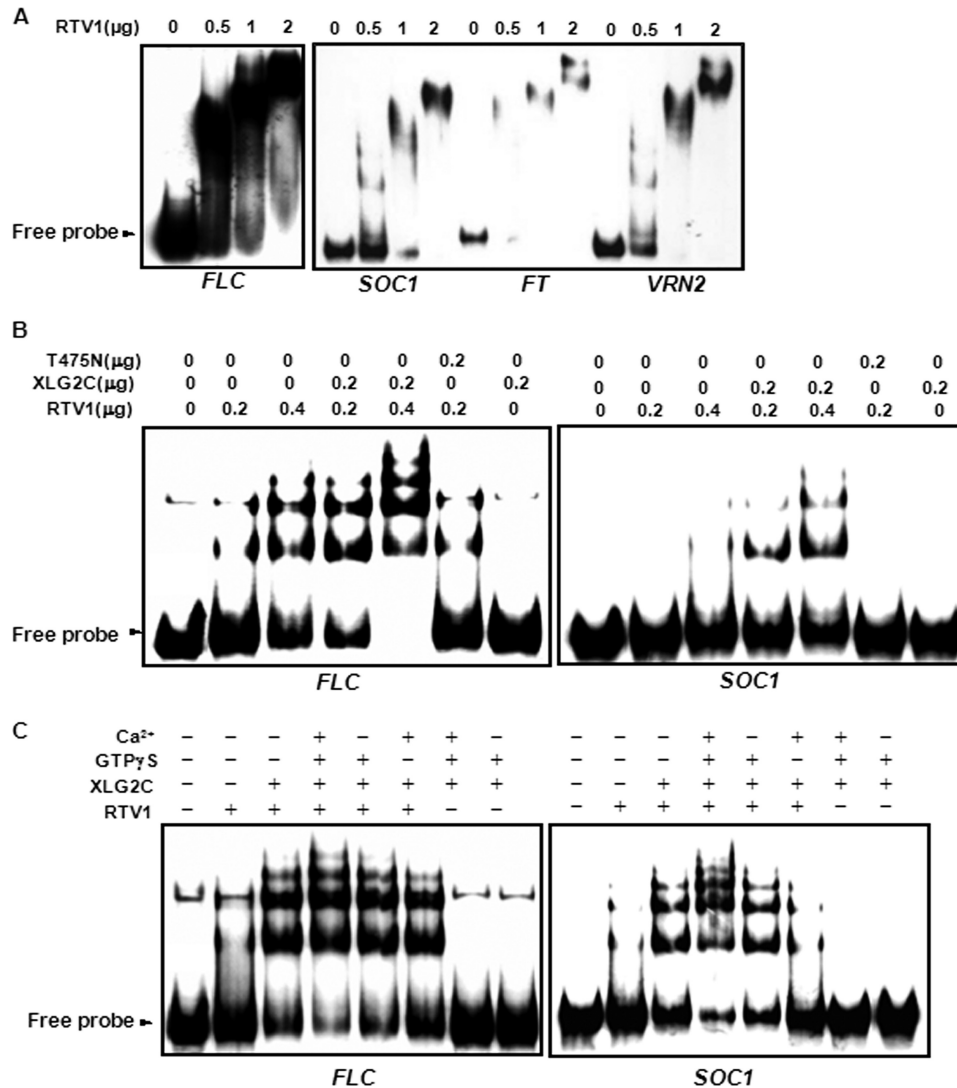 A
RTV1(µg) 0 0.5 1 2 0 0.5 1 2 0 0.5 1 2 0 0.5 1 2
Free probe
FLC SOC1 FT VRN2
B
T475N(µg) 0 0 0 0 0 0.2 0 0 0 0 0 0 0.2 0
XLG2C(µg) 0 0 0 0.2 0.2 0 0.2 0 0 0 0.2 0.2 0 0.2
RTV1(µg) 0 0.2 0.4 0.2 0.4 0.2 0 0 0.2 0.4 0.2 0.4 0.2 0
Free probe
FLC SOC1
C
Ca²⁺ − − − + − + + − − − − + − + + −
GTPγS − − − + + − + + − − − + + − + +
XLG2C − − + + + + + + − − + + + + + +
RTV1 − + + + + + − − − + + + + + − −
Free probe
FLC SOC1